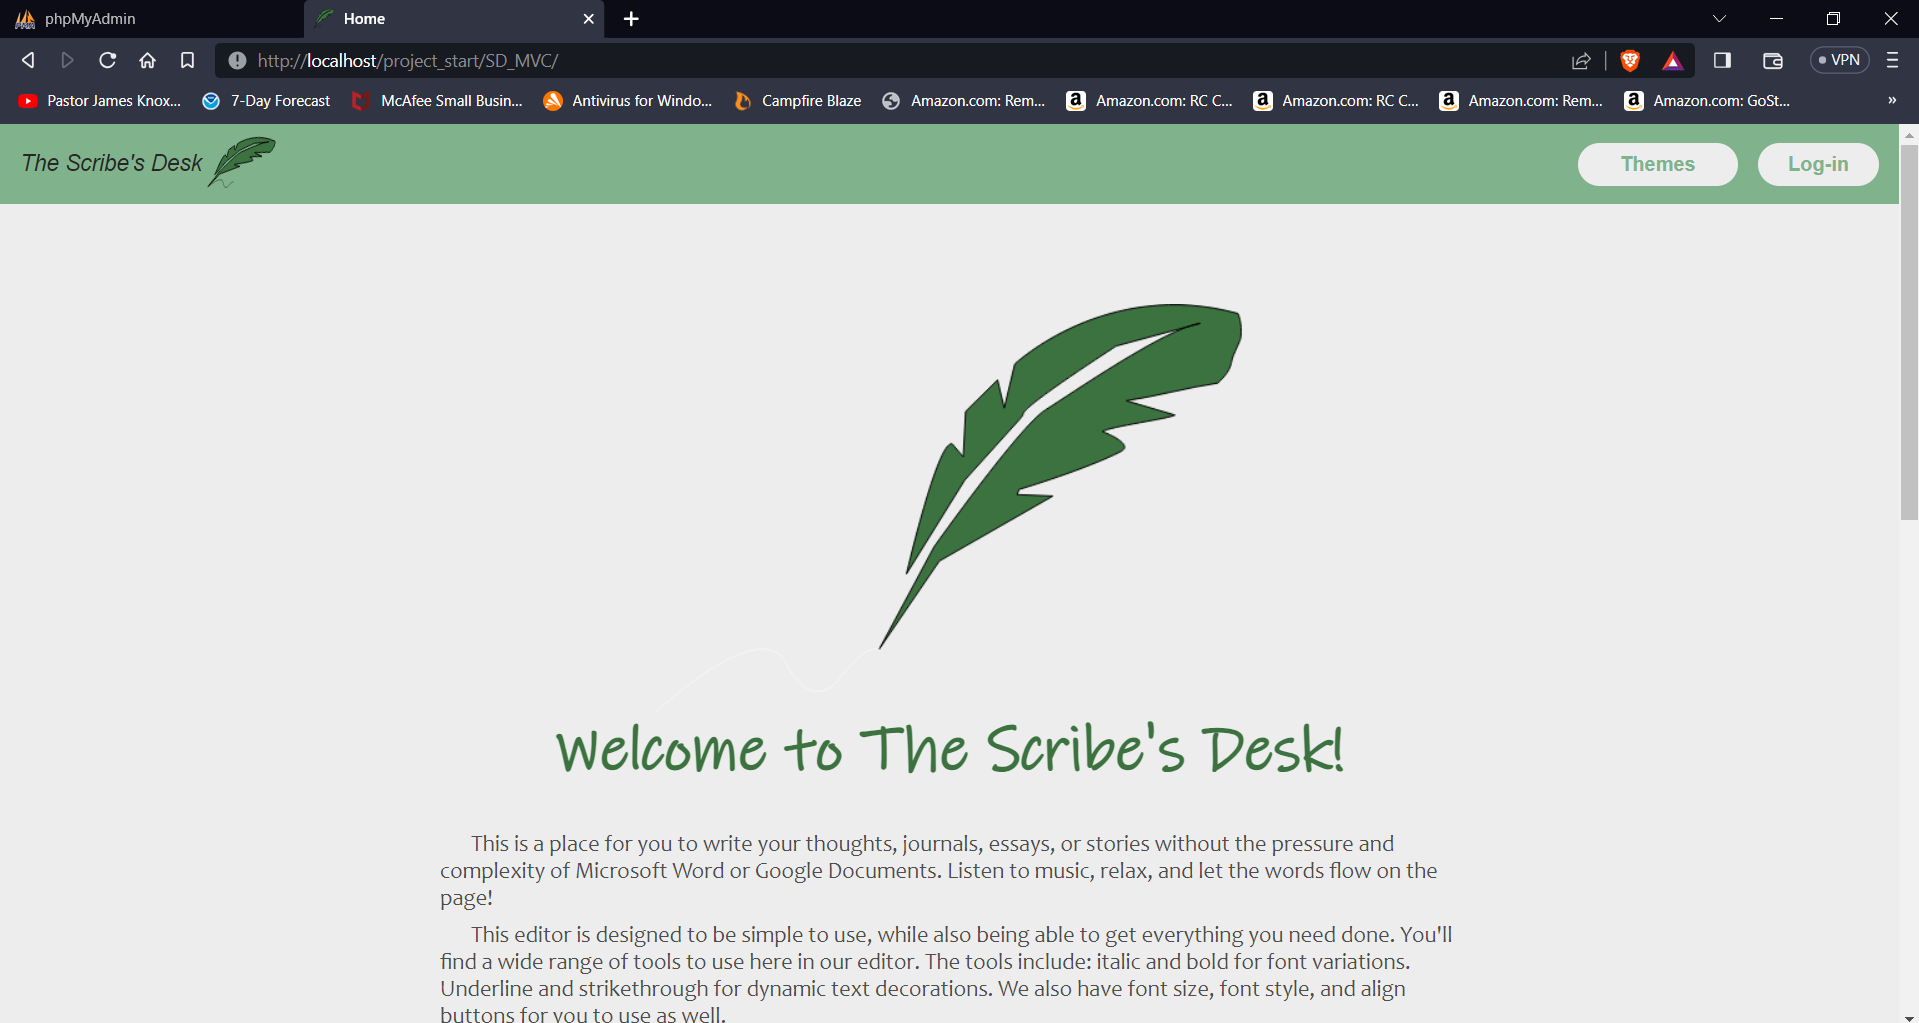 phpMyAdmin
Home
http://localhost/project_start/SD_MVC/
VPN
Pastor James Knox...
7-Day Forecast
McAfee Small Busin...
Antivirus for Windo...
Campfire Blaze
Amazon.com: Rem...
Amazon.com: RC C...
Amazon.com: RC C...
Amazon.com: Rem...
Amazon.com: GoSt...
»
The Scribe's Desk
Themes
Log-in
Welcome to The Scribe's Desk!
This is a place for you to write your thoughts, journals, essays, or stories without the pressure and
complexity of Microsoft Word or Google Documents. Listen to music, relax, and let the words flow on the
page!
This editor is designed to be simple to use, while also being able to get everything you need done. You'll
find a wide range of tools to use here in our editor. The tools include: italic and bold for font variations.
Underline and strikethrough for dynamic text decorations. We also have font size, font style, and align
buttons for you to use as well.